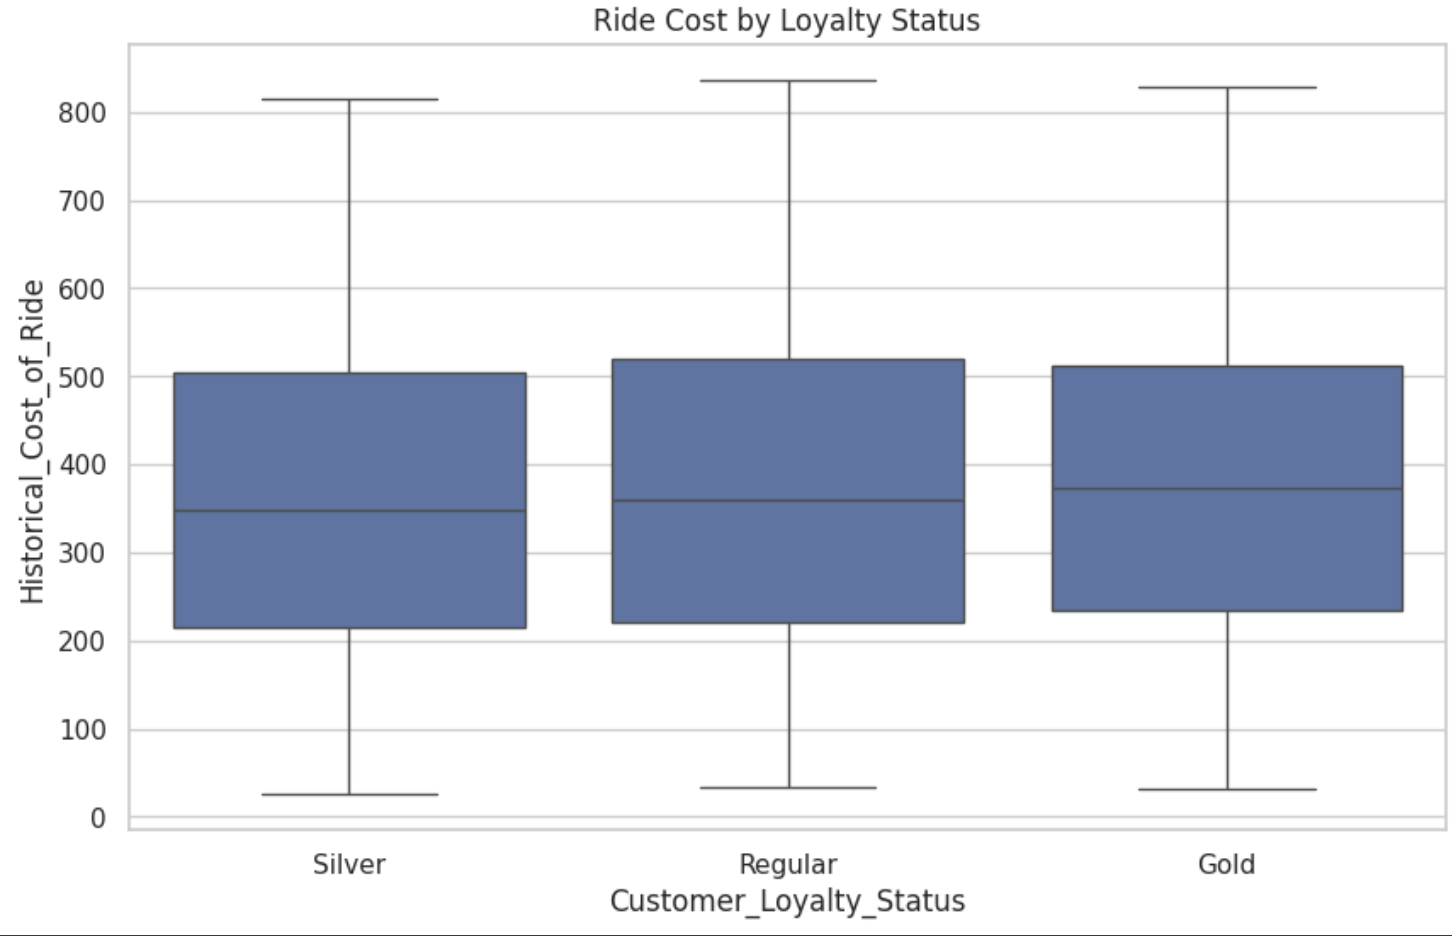 Ride Cost by Loyalty Status
Historical_Cost_of_Ride
800
700
600
500
400
300
200
100
0
Silver Regular Gold
Customer_Loyalty_Status